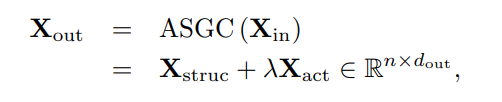 X_out = ASGC (X_in)
= X_struc + λX_act ∈ ℝ^{n×d_out},